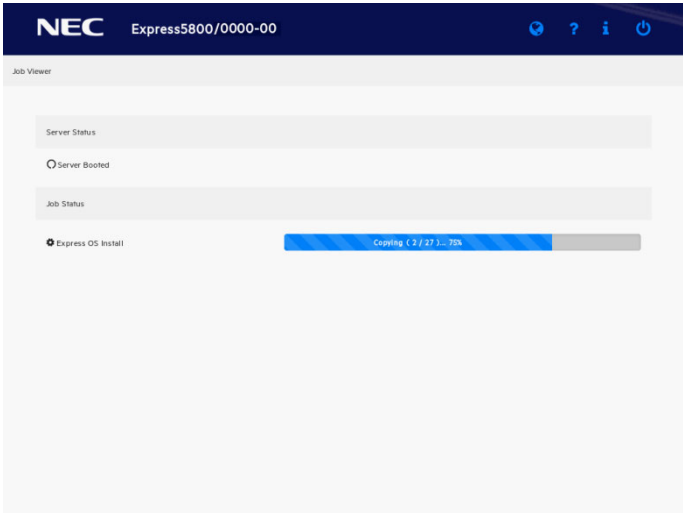 NEC Express5800/0000-00 ? i
Job Viewer
Server Status
Server Booted
Job Status
Express OS Install Copying ( 2 / 27 )... 75%